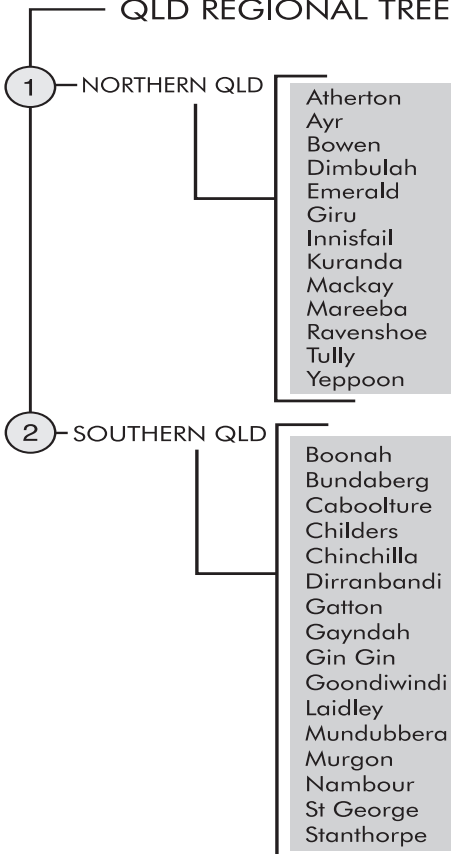 QLD REGIONAL TREE
1
NORTHERN QLD
Atherton
Ayr
Bowen
Dimbulah
Emerald
Giru
Innisfail
Kuranda
Mackay
Mareeba
Ravenshoe
Tully
Yeppoon
2
SOUTHERN QLD
Boonah
Bundaberg
Caboolture
Childers
Chinchilla
Dirranbandi
Gatton
Gayndah
Gin Gin
Goondiwindi
Laidley
Mundubbera
Murgon
Nambour
St George
Stanthorpe